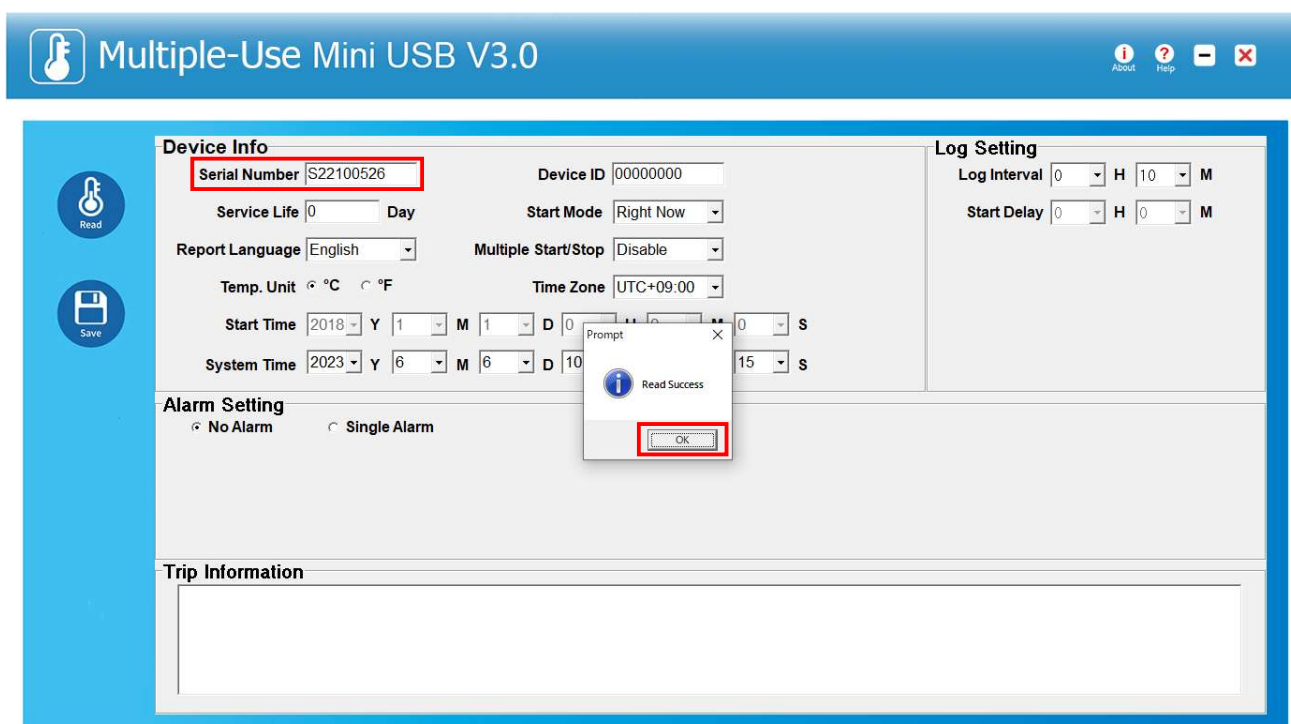 Multiple-Use Mini USB V3.0
About
Help
Read
Save
Device Info
Serial Number S22100526 Device ID 00000000
Service Life 0 Day Start Mode Right Now
Report Language English Multiple Start/Stop Disable
Temp. Unit °C °F Time Zone UTC+09:00
Start Time 2018 Y 1 M 1 D 0 0 S
System Time 2023 Y 6 M 6 D 10 15 S
Log Setting
Log Interval 0 H 10 M
Start Delay 0 H 0 M
Prompt
Read Success
OK
Alarm Setting
No Alarm Single Alarm
Trip Information